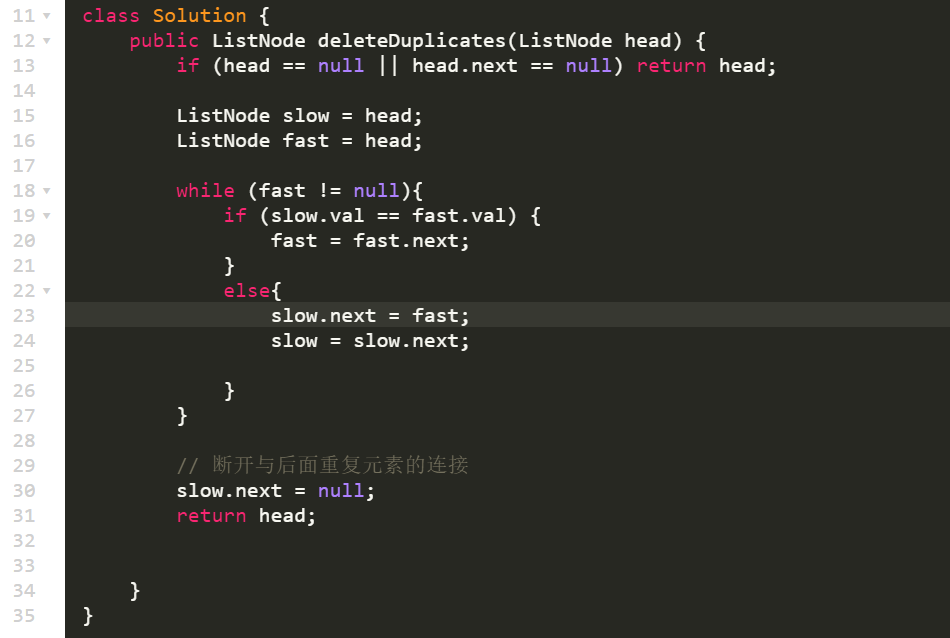 11 class Solution {
12     public ListNode deleteDuplicates(ListNode head) {
13         if (head == null || head.next == null) return head;
14
15         ListNode slow = head;
16         ListNode fast = head;
17
18         while (fast != null){
19             if (slow.val == fast.val) {
20                 fast = fast.next;
21             }
22             else{
23                 slow.next = fast;
24                 slow = slow.next;
25
26             }
27         }
28
29         // 断开与后面重复元素的连接
30         slow.next = null;
31         return head;
32
33
34     }
35 }